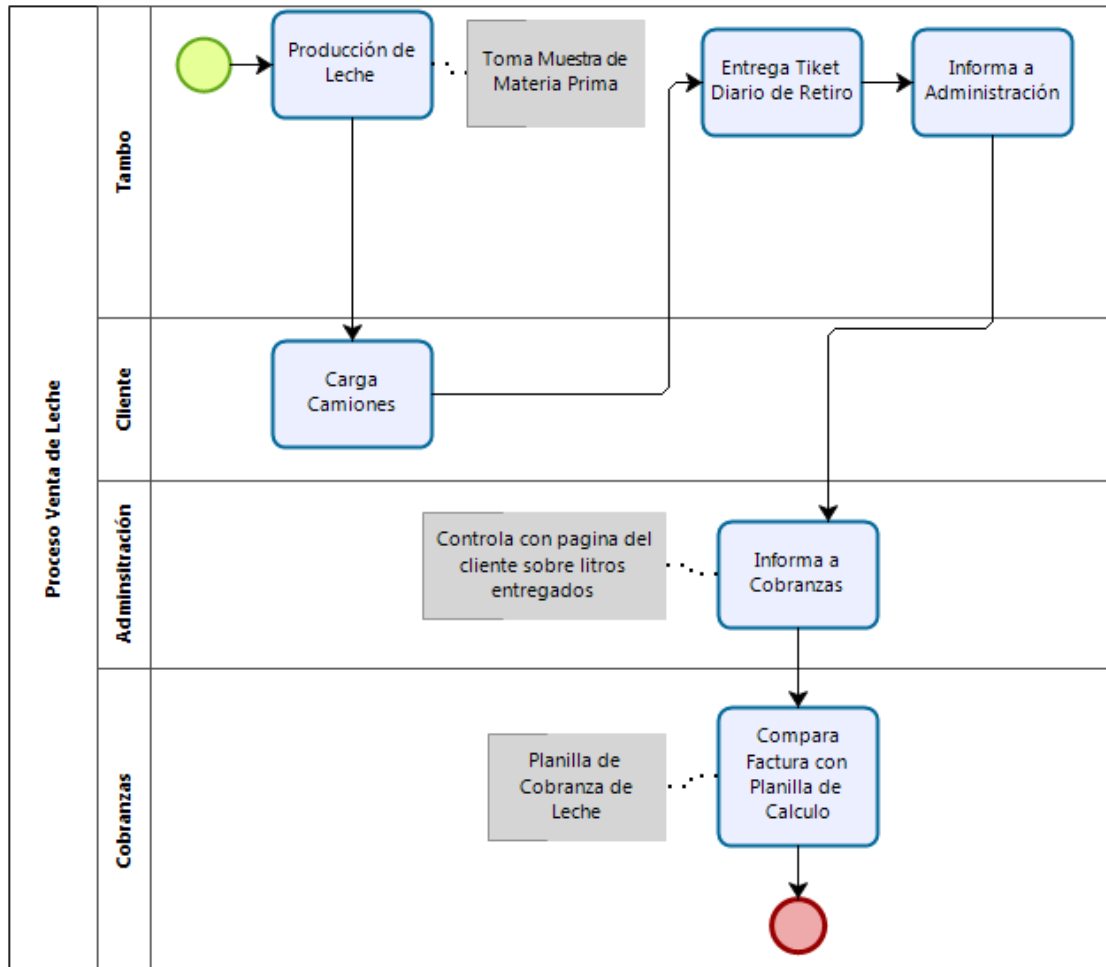 Proceso Venta de Leche
Tambo
Producción de
Leche
Toma Muestra de
Materia Prima
Entrega Tiket
Diario de Retiro
Informa a
Administración
Cliente
Carga
Camiones
Adminsitración
Controla con pagina del
cliente sobre litros
entregados
Informa a
Cobranzas
Cobranzas
Planilla de
Cobranza de
Leche
Compara
Factura con
Planilla de
Calculo